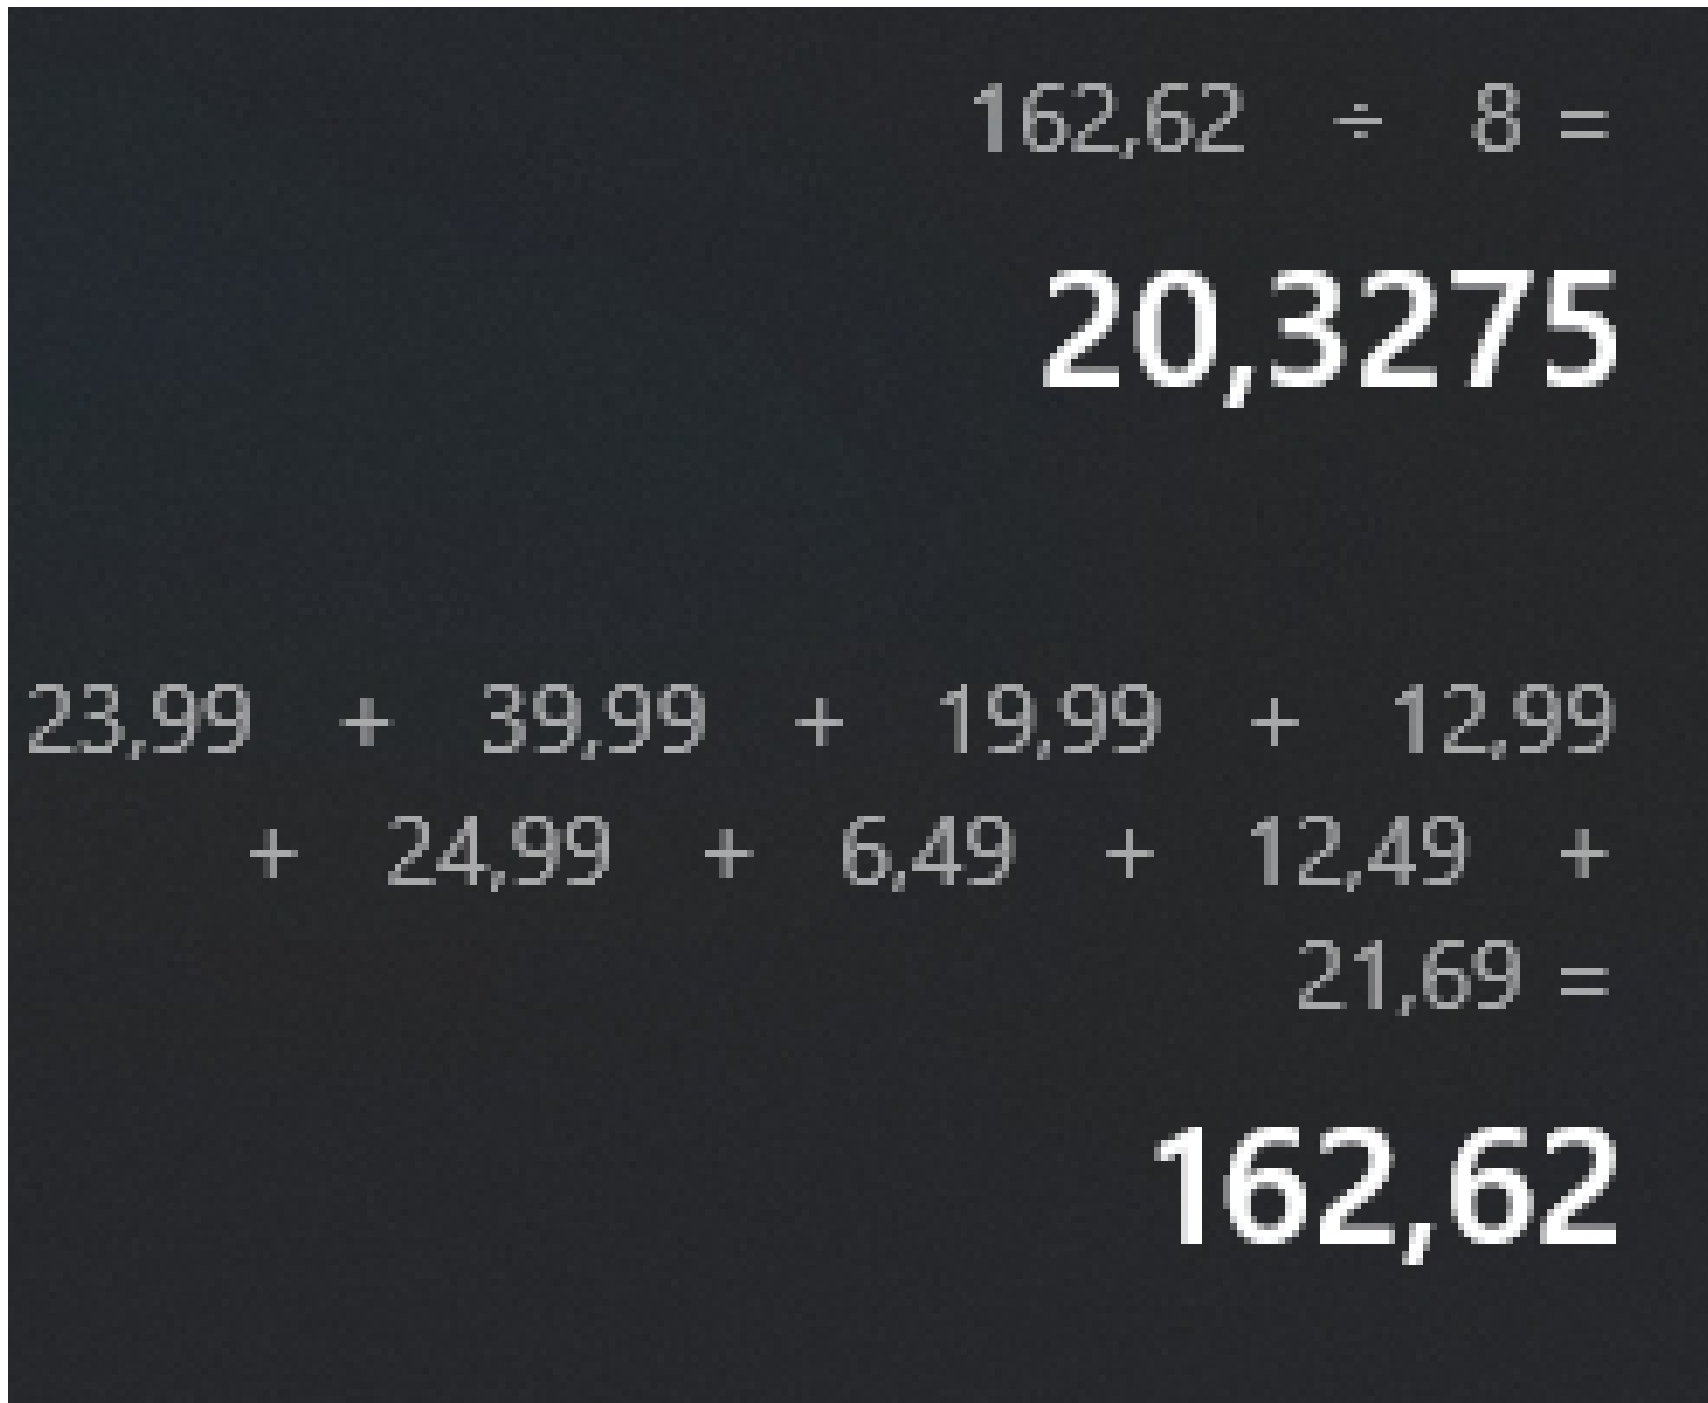 162,62 ÷ 8 =
20,3275
23,99 + 39,99 + 19,99 + 12,99
+ 24,99 + 6,49 + 12,49 +
21,69 =
162,62